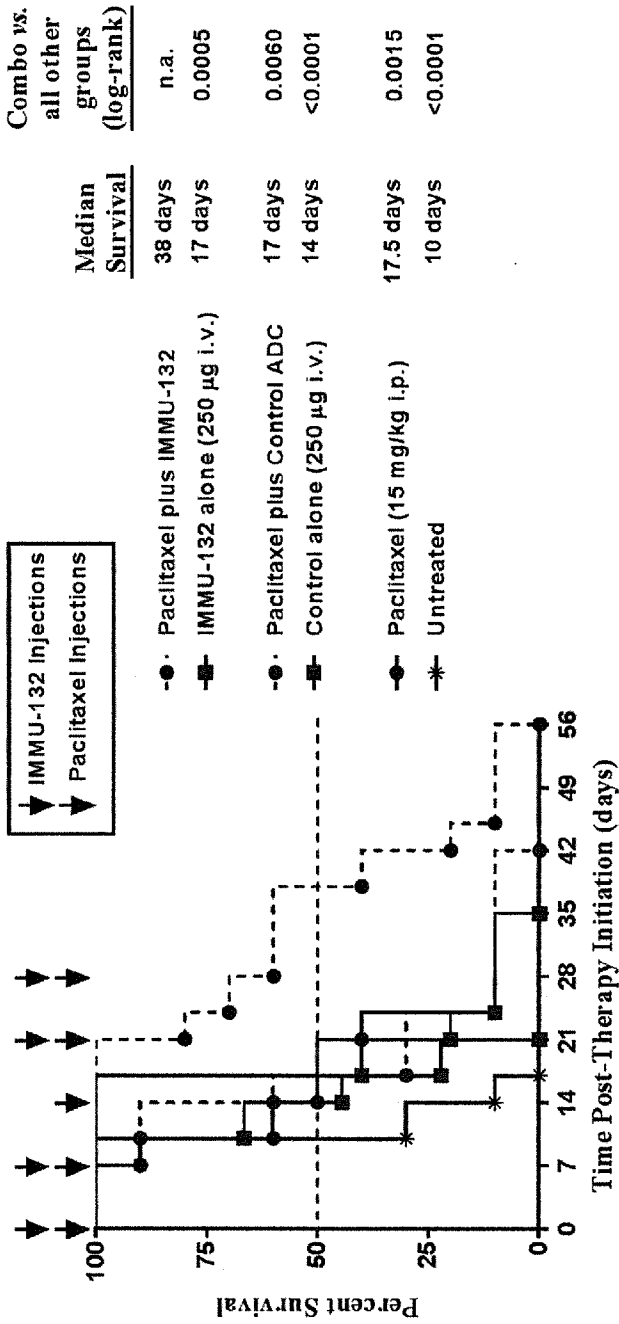 Combo vs.
all other
groups
(log-rank)
Median
Survival
IMMU-132 Injections
Paclitaxel Injections
Paclitaxel plus IMMU-132 38 days n.a.
IMMU-132 alone (250 µg i.v.) 17 days 0.0005
Paclitaxel plus Control ADC 17 days 0.0060
Control alone (250 µg i.v.) 14 days <0.0001
Paclitaxel (15 mg/kg i.p.) 17.5 days 0.0015
Untreated 10 days <0.0001
100
75
50
25
0
Percent Survival
0 7 14 21 28 35 42 49 56
Time Post-Therapy Initiation (days)